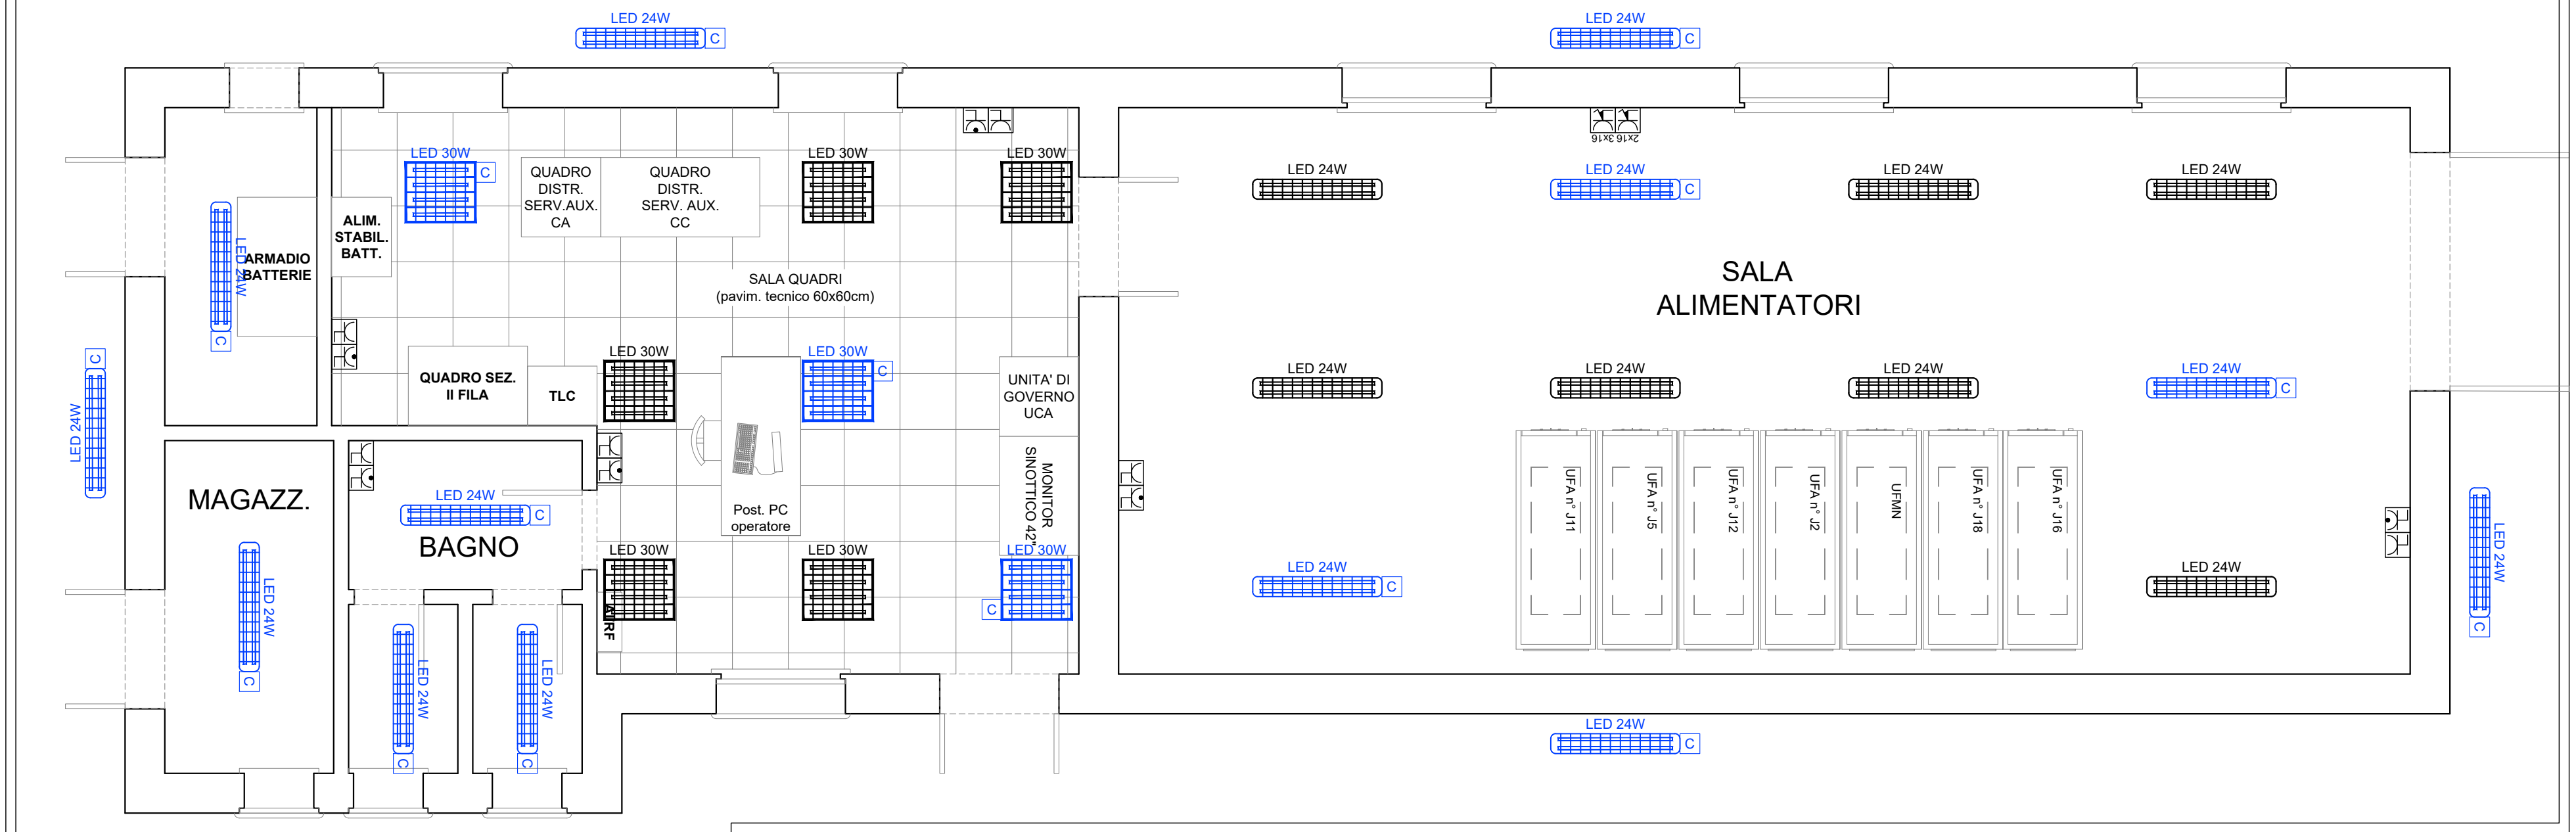 LED 24W
C
LED 24W
C
LED 30W
C
QUADRO
DISTR.
SERV.AUX.
CA
QUADRO
DISTR.
SERV. AUX.
CC
LED 30W
LED 30W
3x16 2x16
LED 24W
LED 24W
C
LED 24W
LED 24W
ALIM.
STABIL.
BATT.
LED 24W
C
ARMADIO
BATTERIE
SALA QUADRI
(pavim. tecnico 60x60cm)
SALA
ALIMENTATORI
C
LED 24W
QUADRO SEZ.
II FILA
TLC
LED 30W
LED 30W
C
UNITA' DI
GOVERNO
UCA
LED 24W
LED 24W
LED 24W
LED 24W
C
MAGAZZ.
LED 24W
C
BAGNO
Post. PC
operatore
MONITOR
SINOTTICO 42"
UFA n° J11
UFA n° J5
UFA n° J12
UFA n° J2
UFMN
UFA n° J18
UFA n° J16
LED 24W
C
LED 24W
C
LED 30W
LED 30W
LED 30W
C
LED 24W
C
LED 24W
LED 24W
C
LED 24W
C
LED 24W
C